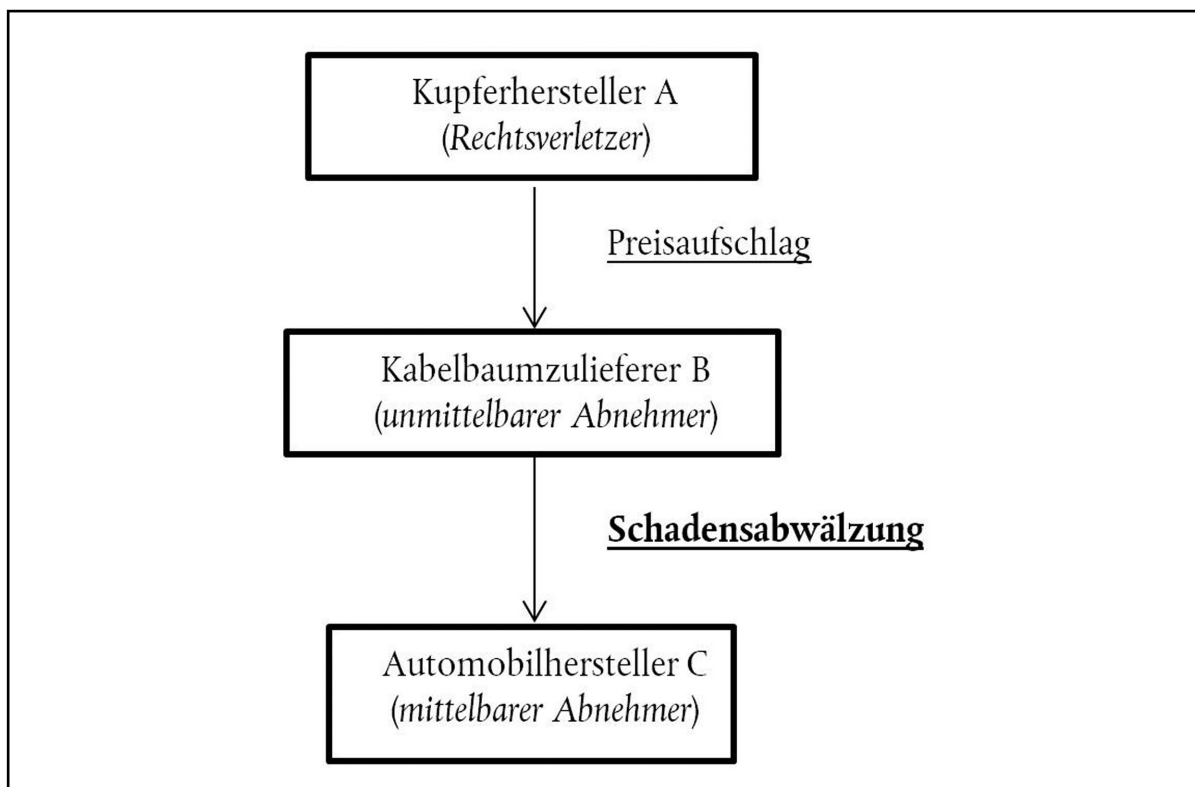 Kupferhersteller A
(Rechtsverletzer)
Preisaufschlag
Kabelbaumzulieferer B
(unmittelbarer Abnehmer)
Schadensabwälzung
Automobilhersteller C
(mittelbarer Abnehmer)